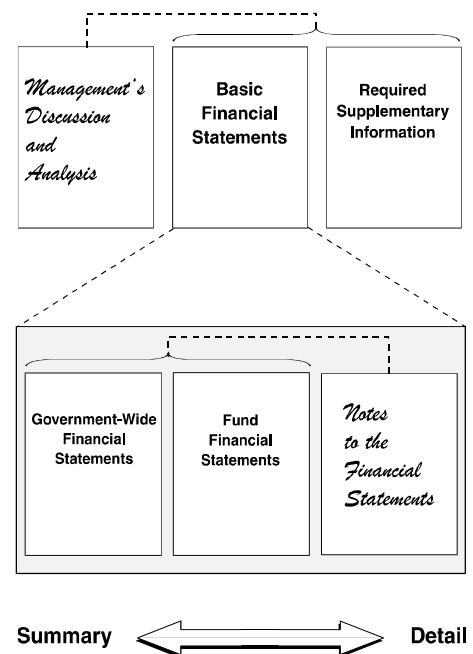 Management's
Discussion
and
Analysis
Basic
Financial
Statements
Required
Supplementary
Information
Government-Wide
Financial
Statements
Fund
Financial
Statements
Notes
to the
Financial
Statements
Summary
Detail